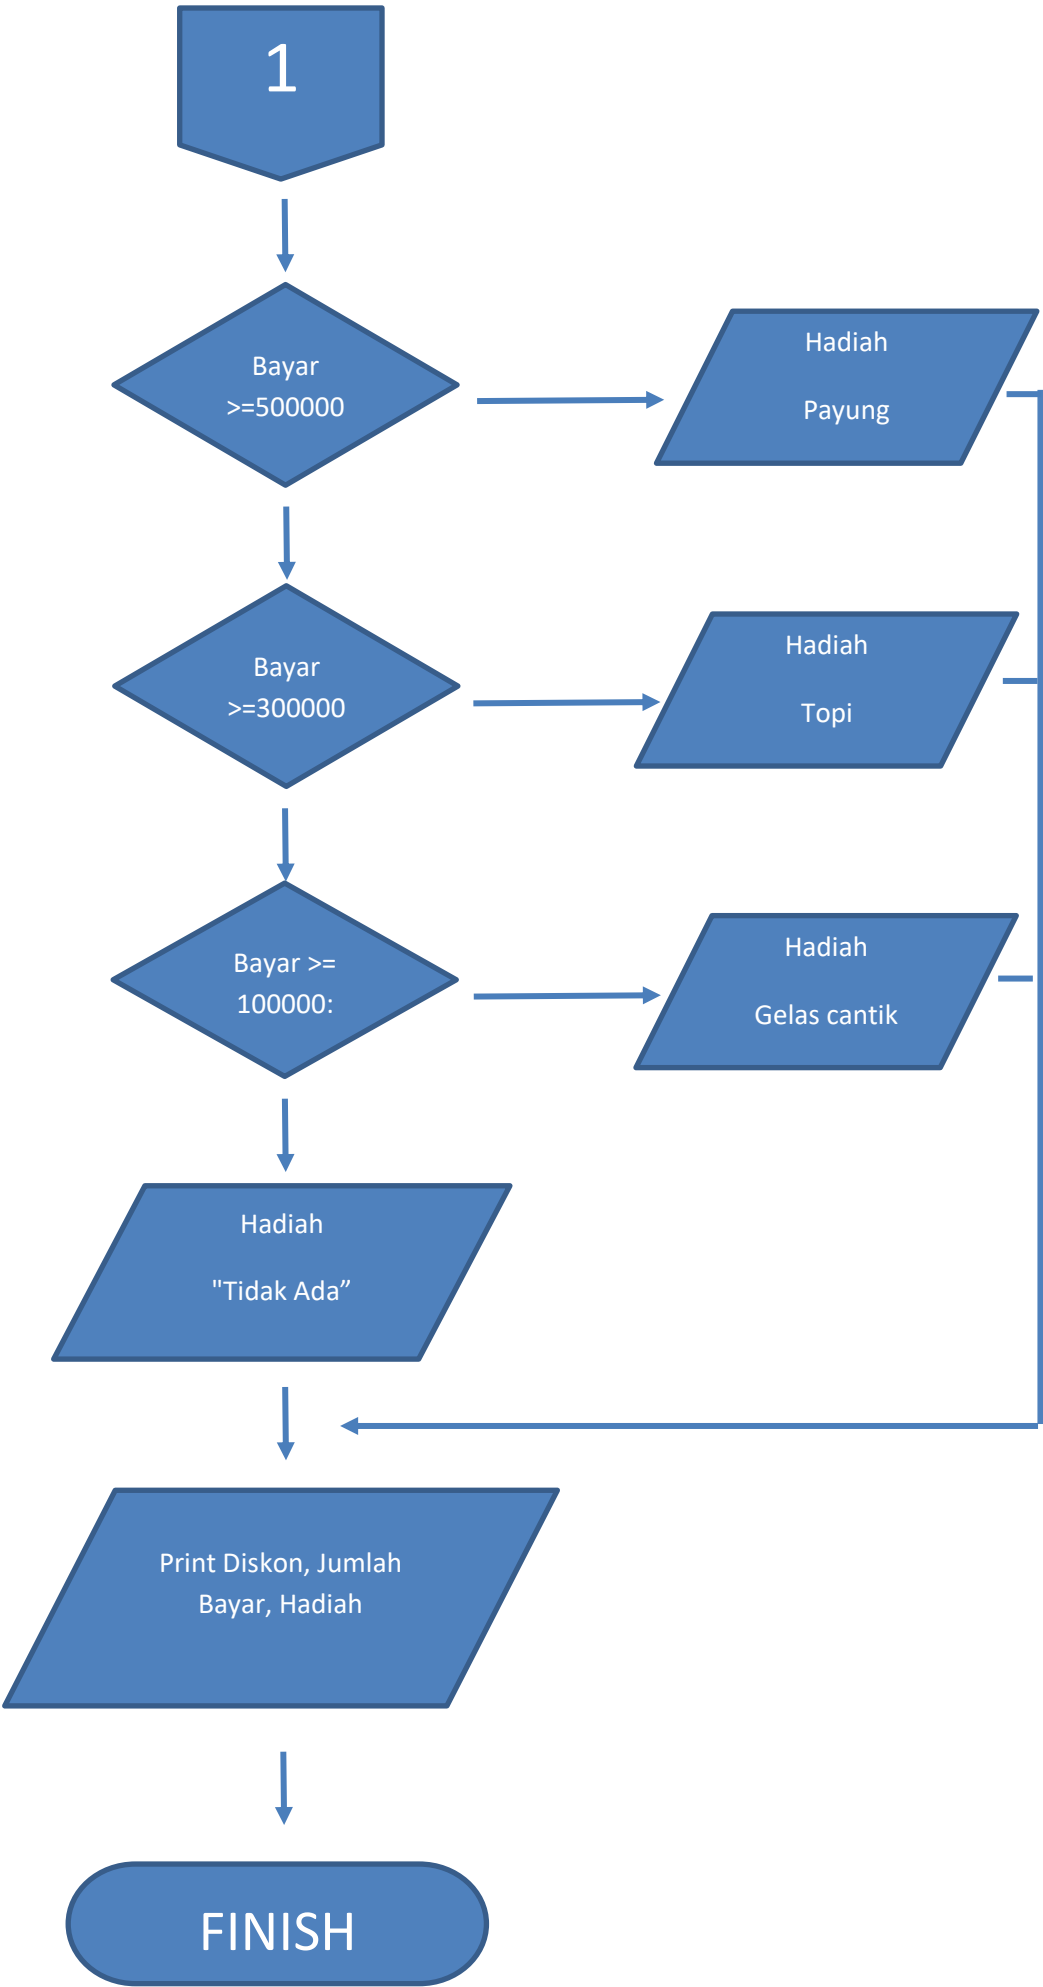 1
Bayar
>=500000
Hadiah
Payung
Bayar
>=300000
Hadiah
Topi
Bayar >=
100000:
Hadiah
Gelas cantik
Hadiah
"Tidak Ada”
Print Diskon, Jumlah
Bayar, Hadiah
FINISH